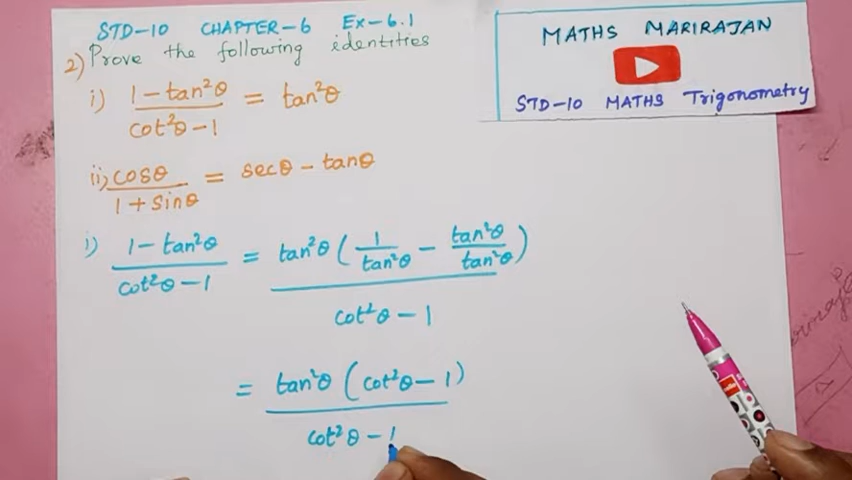 STD-10 CHAPTER-6 Ex-6.1
2) Prove the following identities
i) 1 - tan²θ / cot²θ - 1 = tan²θ
ii) cosθ / 1 + sinθ = secθ - tanθ
i) 1 - tan²θ / cot²θ - 1 = tan²θ ( 1 / tan²θ - tan²θ / tan²θ ) / cot²θ - 1
= tan²θ ( cot²θ - 1 ) / cot²θ - 1
MATHS MARIRAJAN
STD-10 MATHS Trigonometry